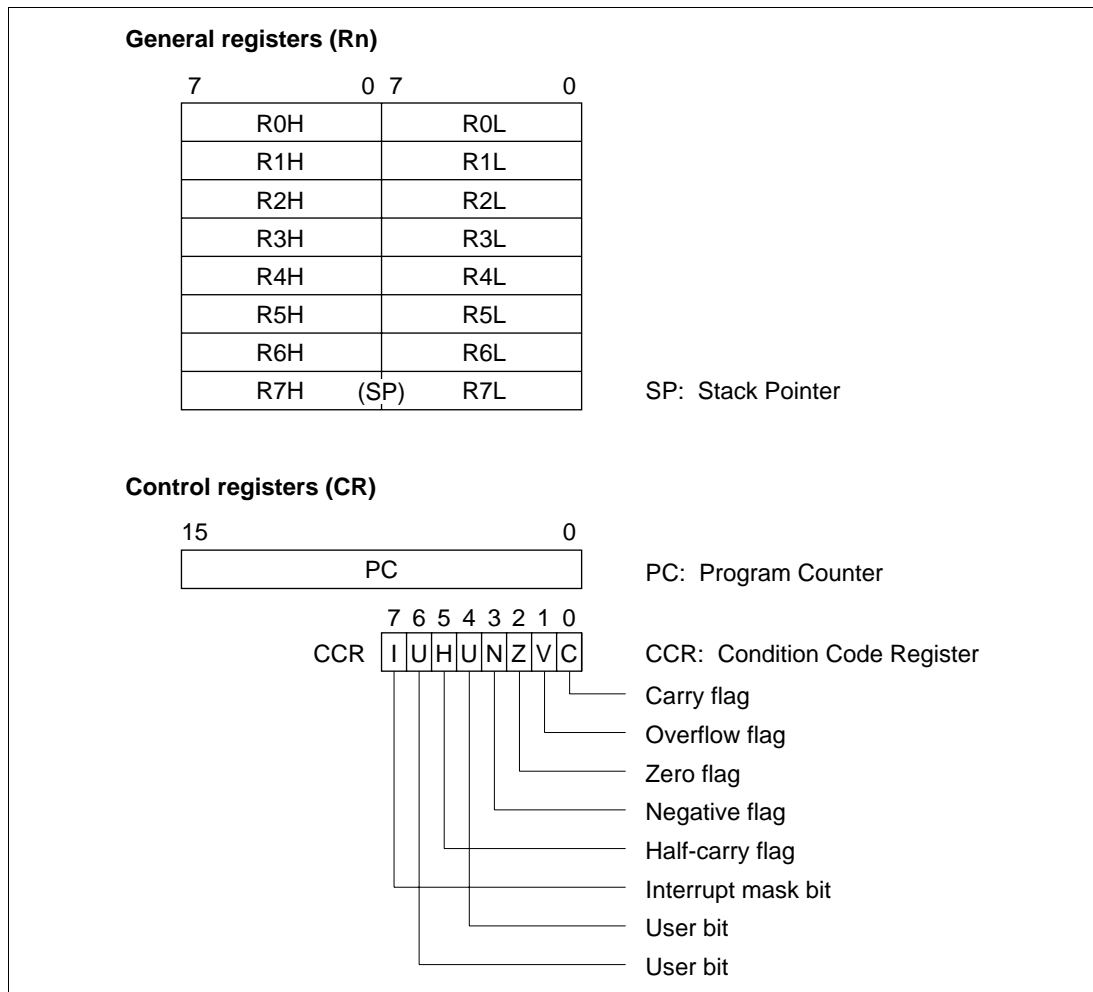 General registers (Rn)
7 0 7 0
R0H R0L
R1H R1L
R2H R2L
R3H R3L
R4H R4L
R5H R5L
R6H R6L
R7H (SP) R7L SP: Stack Pointer
Control registers (CR)
15 0
PC PC: Program Counter
7 6 5 4 3 2 1 0
CCR I U H U N Z V C CCR: Condition Code Register
Carry flag
Overflow flag
Zero flag
Negative flag
Half-carry flag
Interrupt mask bit
User bit
User bit